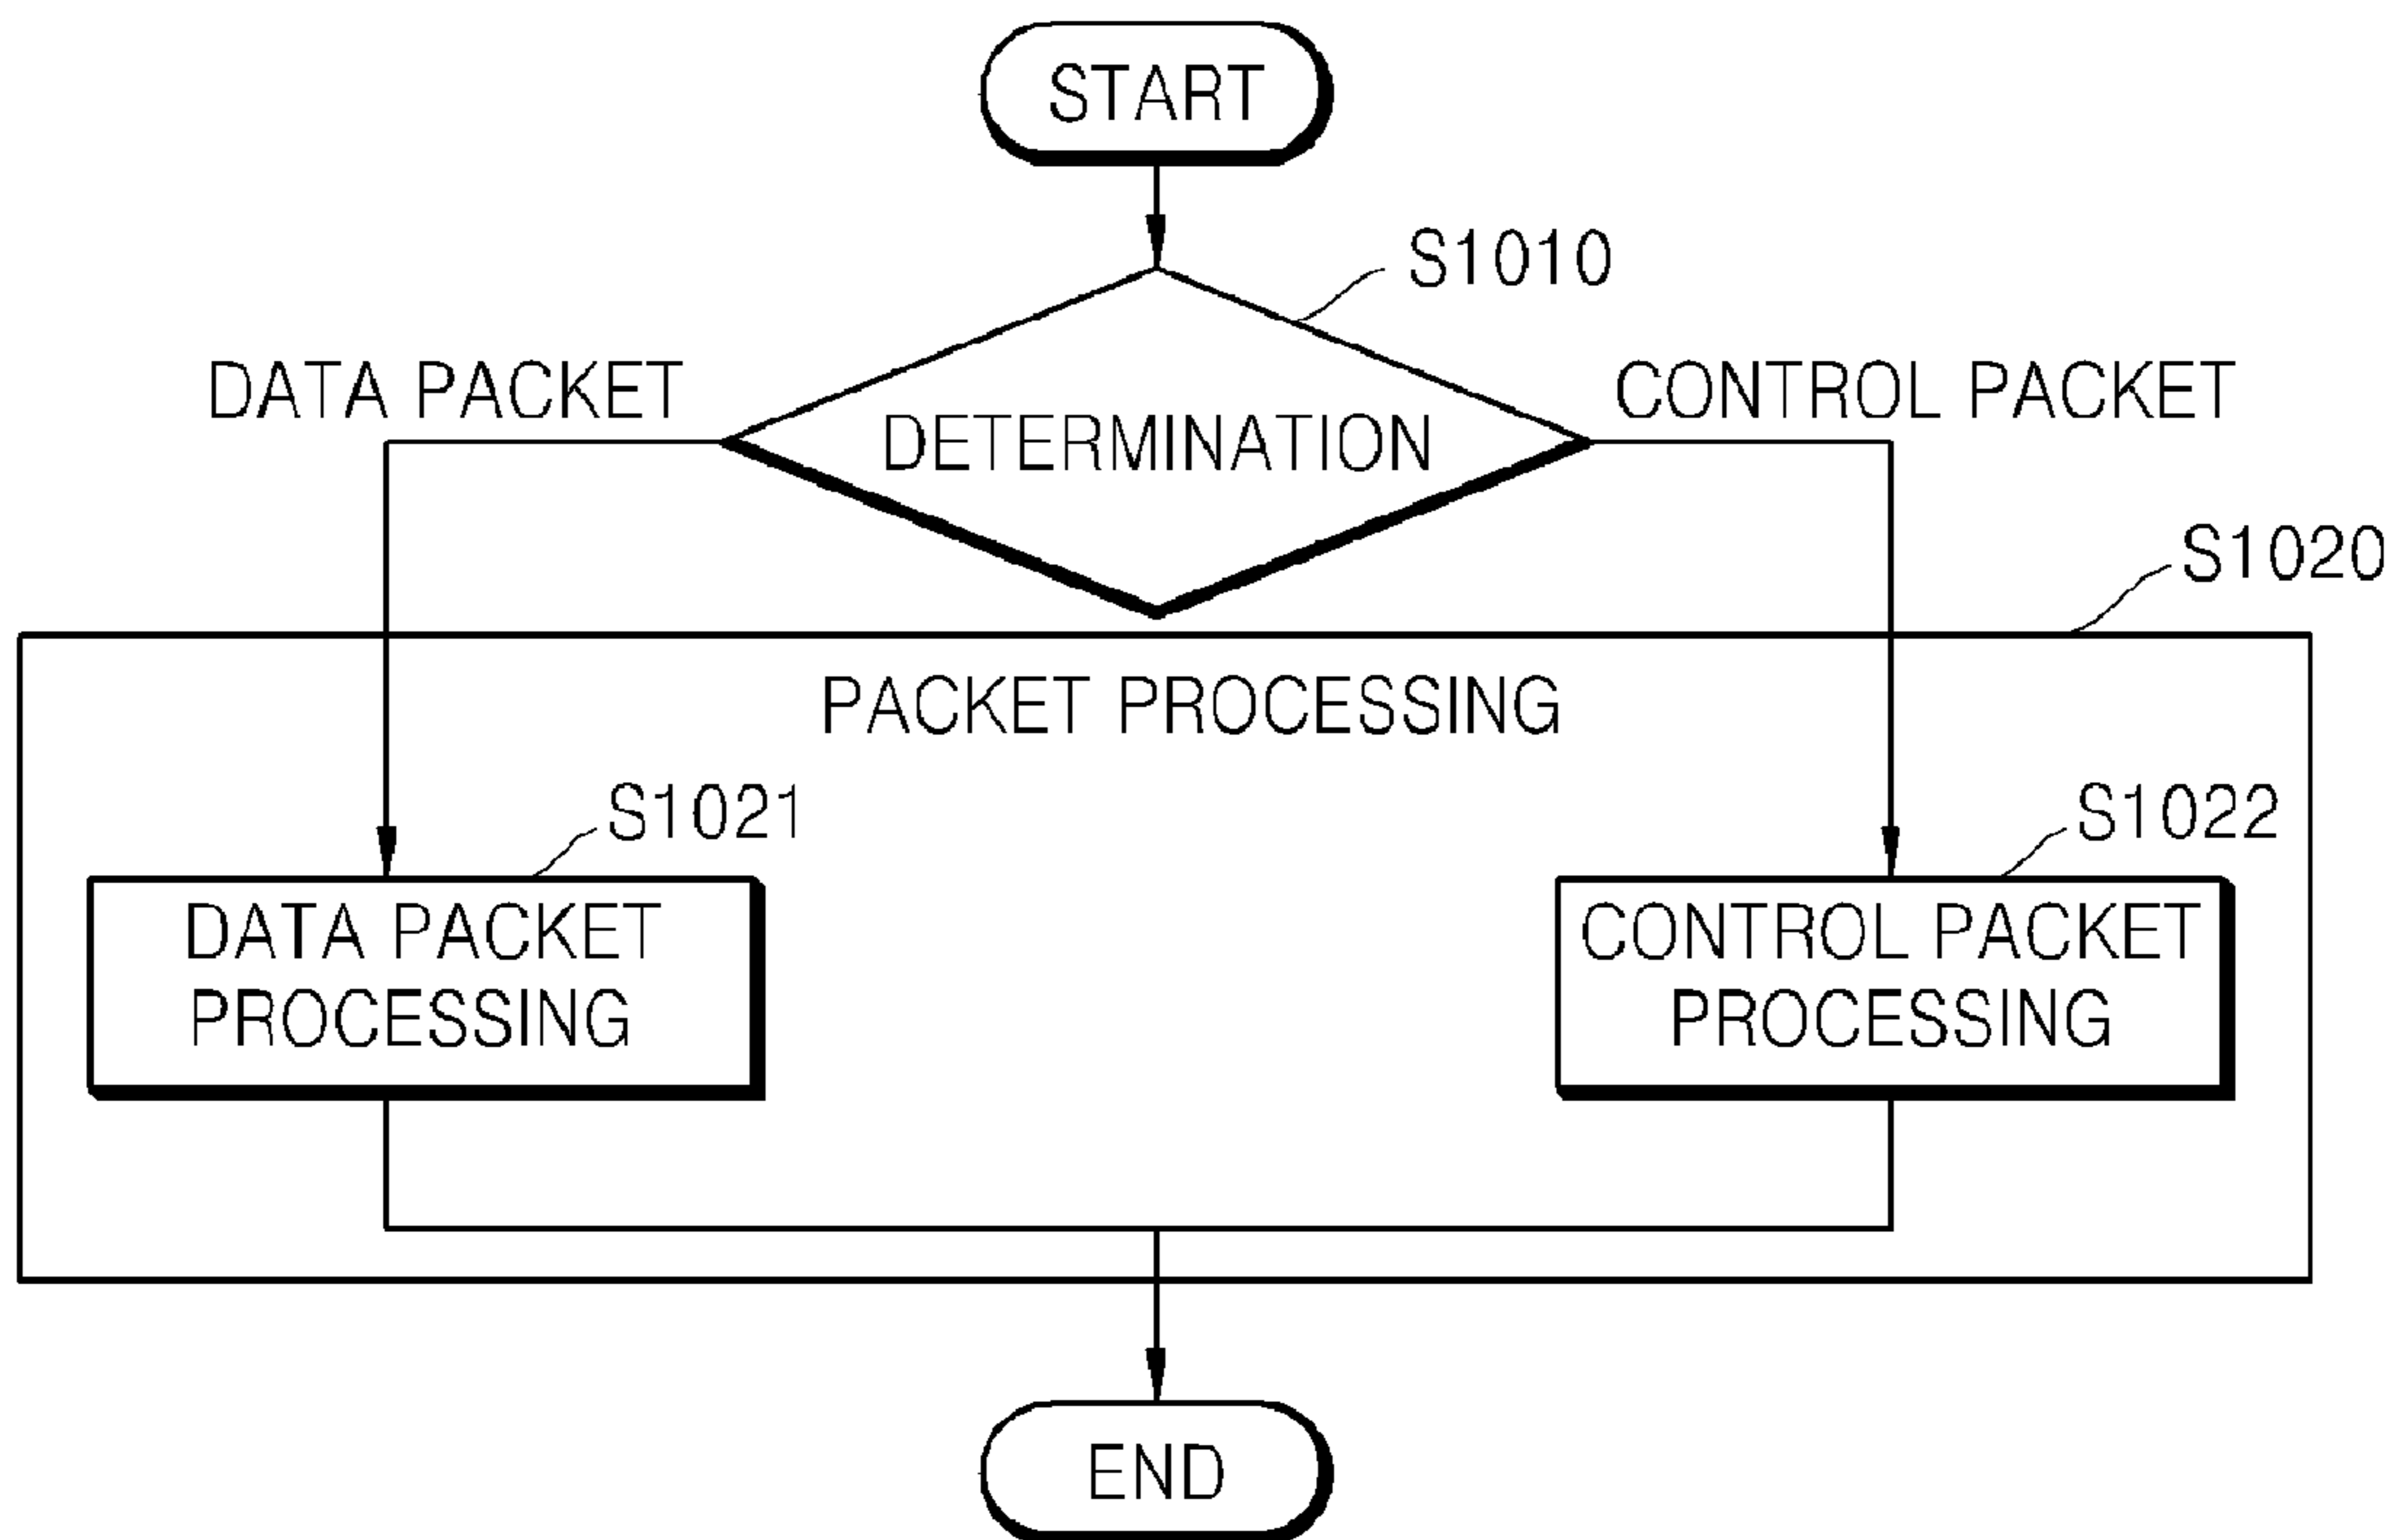 START
S1010
DATA PACKET
CONTROL PACKET
DETERMINATION
S1020
PACKET PROCESSING
S1021
S1022
DATA PACKET
PROCESSING
CONTROL PACKET
PROCESSING
END